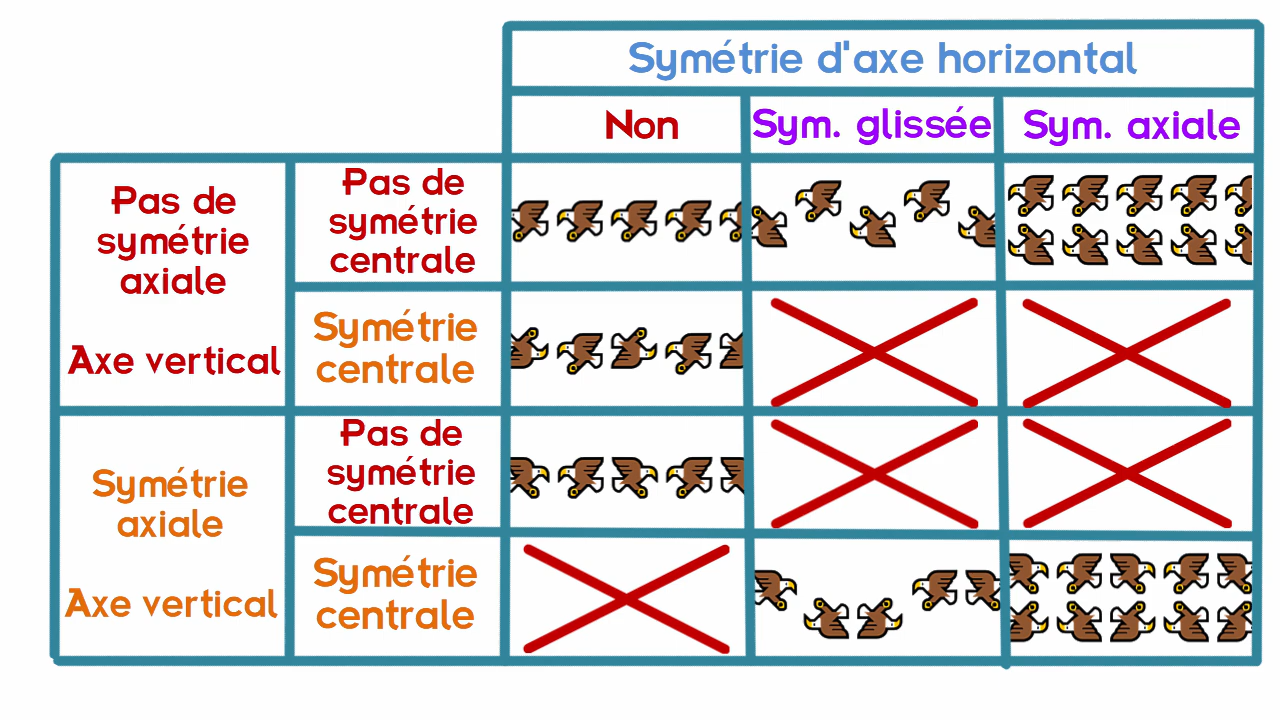 Symétrie d'axe horizontal
Non
Sym. glissée
Sym. axiale
Pas de
symétrie
axiale
Axe vertical
Pas de
symétrie
centrale
Symétrie
centrale
Symétrie
axiale
Axe vertical
Pas de
symétrie
centrale
Symétrie
centrale